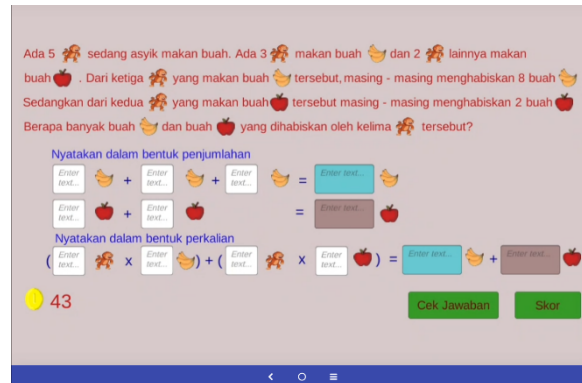 Ada 5 sedang asyik makan buah. Ada 3 makan buah dan 2 lainnya makan
buah . Dari ketiga yang makan buah tersebut, masing - masing menghabiskan 8 buah
Sedangkan dari kedua yang makan buah tersebut masing - masing menghabiskan 2 buah
Berapa banyak buah dan buah yang dihabiskan oleh kelima tersebut?
Nyatakan dalam bentuk penjumlahan
Enter text... + Enter text... + Enter text... = Enter text...
Enter text... + Enter text... = Enter text...
Nyatakan dalam bentuk perkalian
( Enter text... x Enter text... ) + ( Enter text... x Enter text... ) = Enter text... + Enter text...
43
Cek Jawaban Skor